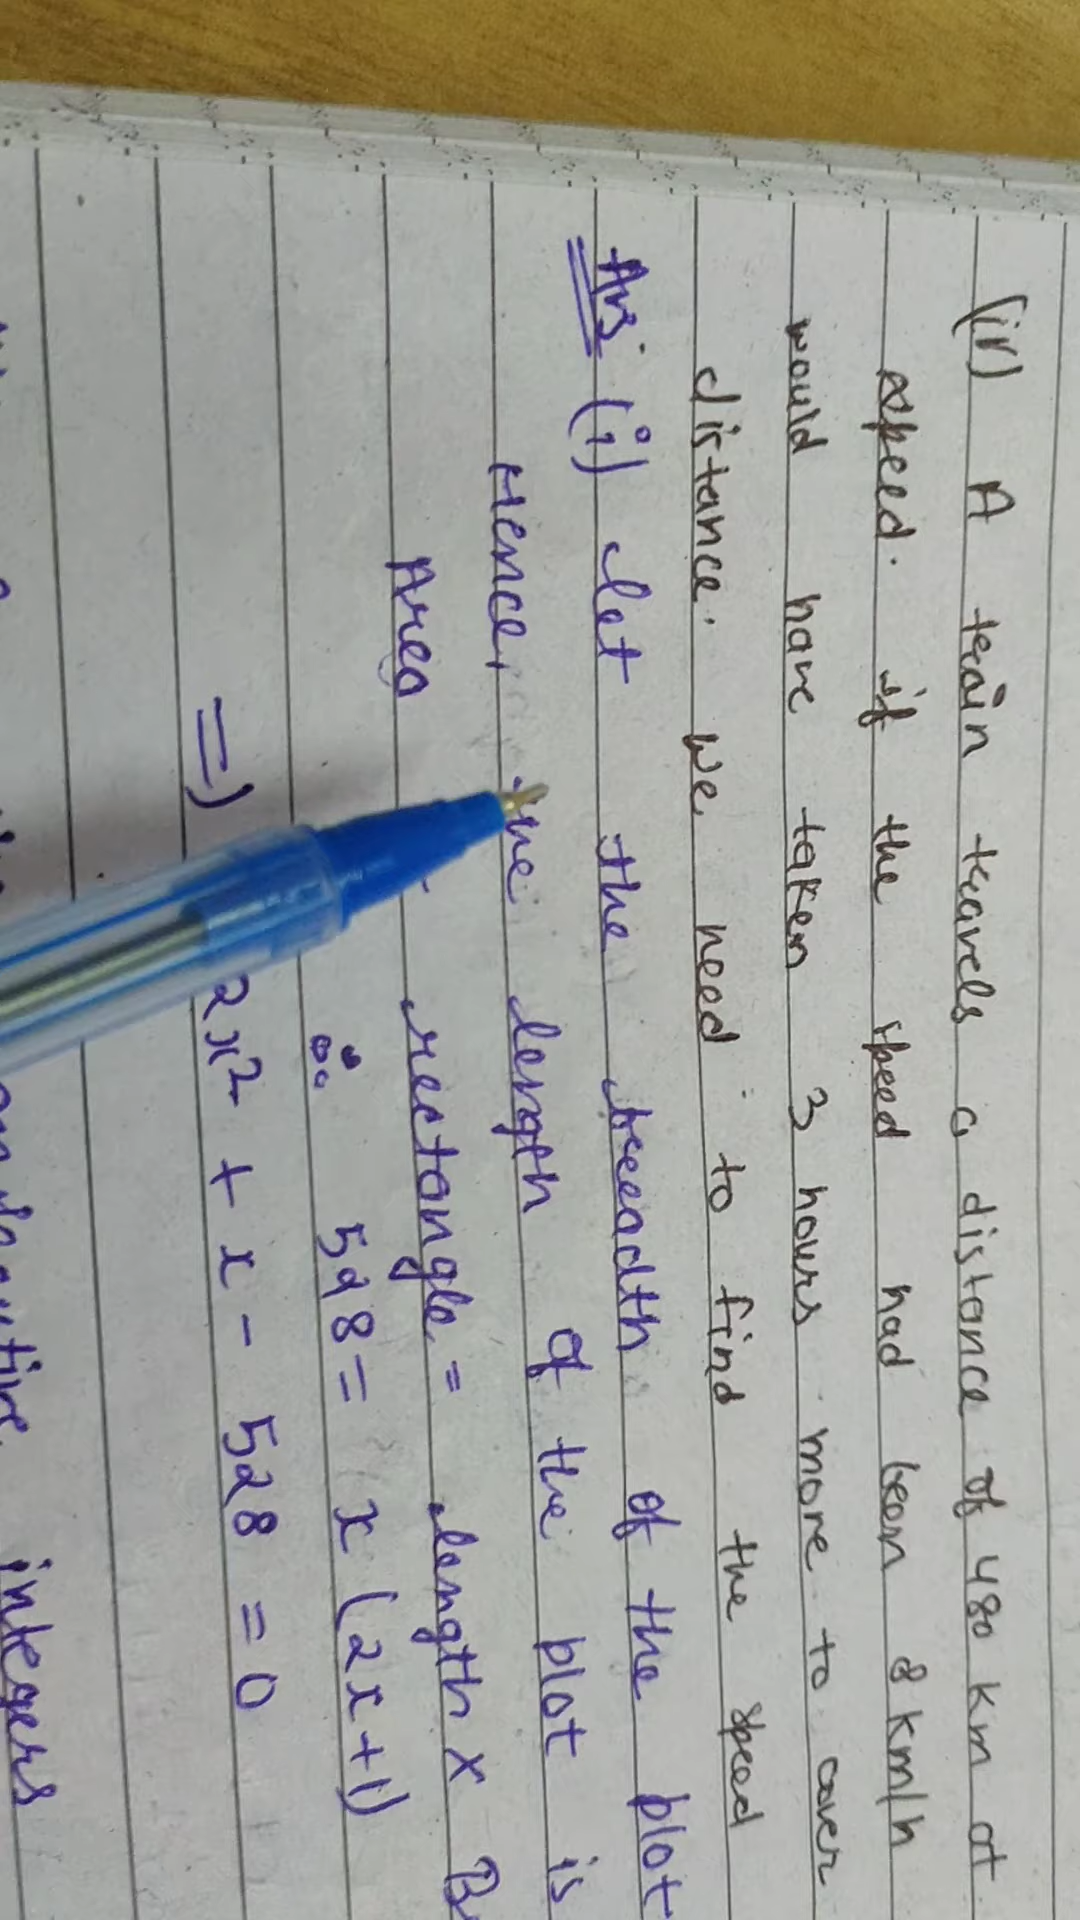 (iv) A train travels a distance of 480 km at
speed. if the speed had been 8 km/h
would have taken 3 hours more to cover
distance. We need to find the speed
Ans. (i) Let the breadth of the plot
Hence, the length of the plot is
Area rectangle = length x
∴ 528 = x (2x+1)
=) 2x² + x - 528 = 0
integers